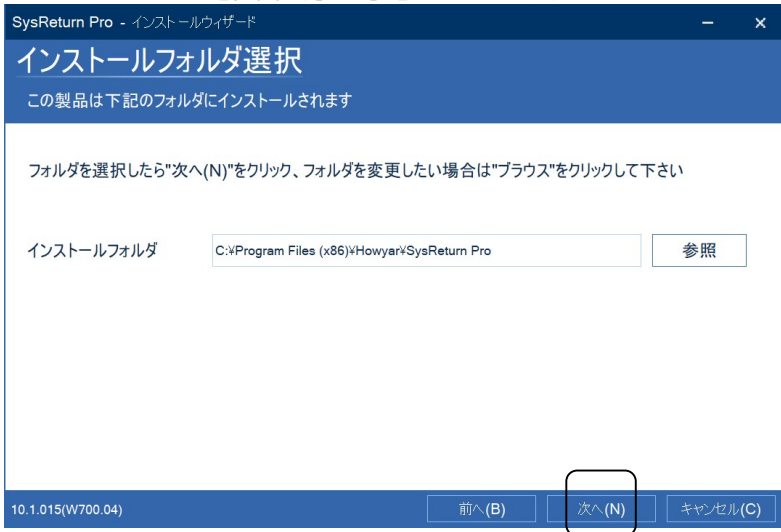 SysReturn Pro - インストールウィザード
インストールフォルダ選択
この製品は下記のフォルダにインストールされます
フォルダを選択したら"次へ(N)"をクリック、フォルダを変更したい場合は"ブラウス"をクリックして下さい
インストールフォルダ C:¥Program Files (x86)¥Howyar¥SysReturn Pro 参照
10.1.015(W700.04) 前へ(B) 次へ(N) キャンセル(C)